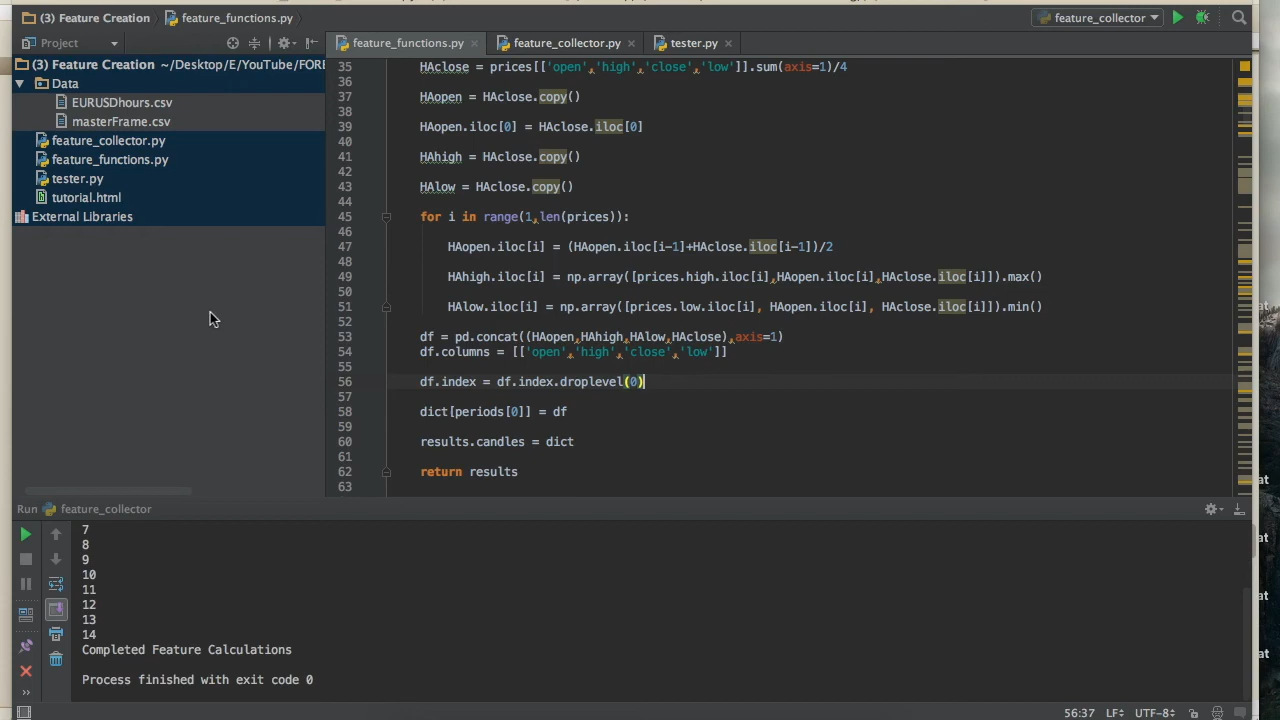 (3) Feature Creation feature_functions.py feature_collector
Project feature_functions.py feature_collector.py tester.py
(3) Feature Creation ~/Desktop/E/YouTube/FORE
Data
EURUSDhours.csv
masterFrame.csv
feature_collector.py
feature_functions.py
tester.py
tutorial.html
External Libraries
35 HAclose = prices[['open','high','close','low']].sum(axis=1)/4
36
37 HAopen = HAclose.copy()
38
39 HAopen.iloc[0] = HAclose.iloc[0]
40
41 HAhigh = HAclose.copy()
42
43 HAlow = HAclose.copy()
44
45 for i in range(1,len(prices)):
46
47 HAopen.iloc[i] = (HAopen.iloc[i-1]+HAclose.iloc[i-1])/2
48
49 HAhigh.iloc[i] = np.array([prices.high.iloc[i],HAopen.iloc[i],HAclose.iloc[i]]).max()
50
51 HAlow.iloc[i] = np.array([prices.low.iloc[i], HAopen.iloc[i], HAclose.iloc[i]]).min()
52
53 df = pd.concat((HAopen,HAhigh,HAlow,HAclose),axis=1)
54 df.columns = [['open','high','close','low']]
55
56 df.index = df.index.droplevel(0)
57
58 dict[periods[0]] = df
59
60 results.candles = dict
61
62 return results
63
Run feature_collector
7
8
9
10
11
12
13
14
Completed Feature Calculations
Process finished with exit code 0
56:37 LF UTF-8
at
at
at
at
at